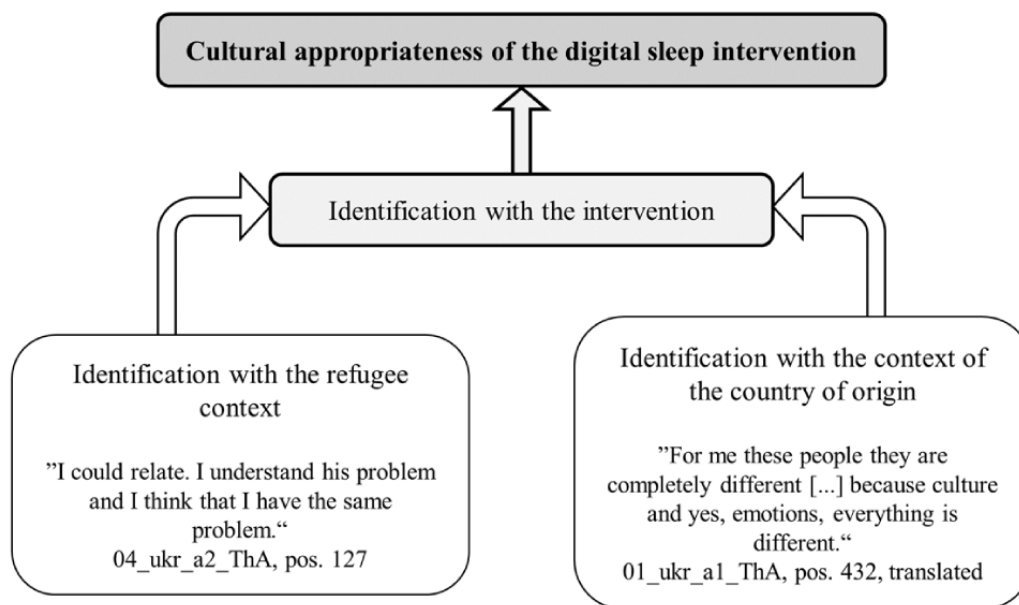 Cultural appropriateness of the digital sleep intervention
Identification with the intervention
Identification with the refugee
context
”I could relate. I understand his problem
and I think that I have the same
problem.“
04_ukr_a2_ThA, pos. 127
Identification with the context of
the country of origin
”For me these people they are
completely different [...] because culture
and yes, emotions, everything is
different.“
01_ukr_a1_ThA, pos. 432, translated